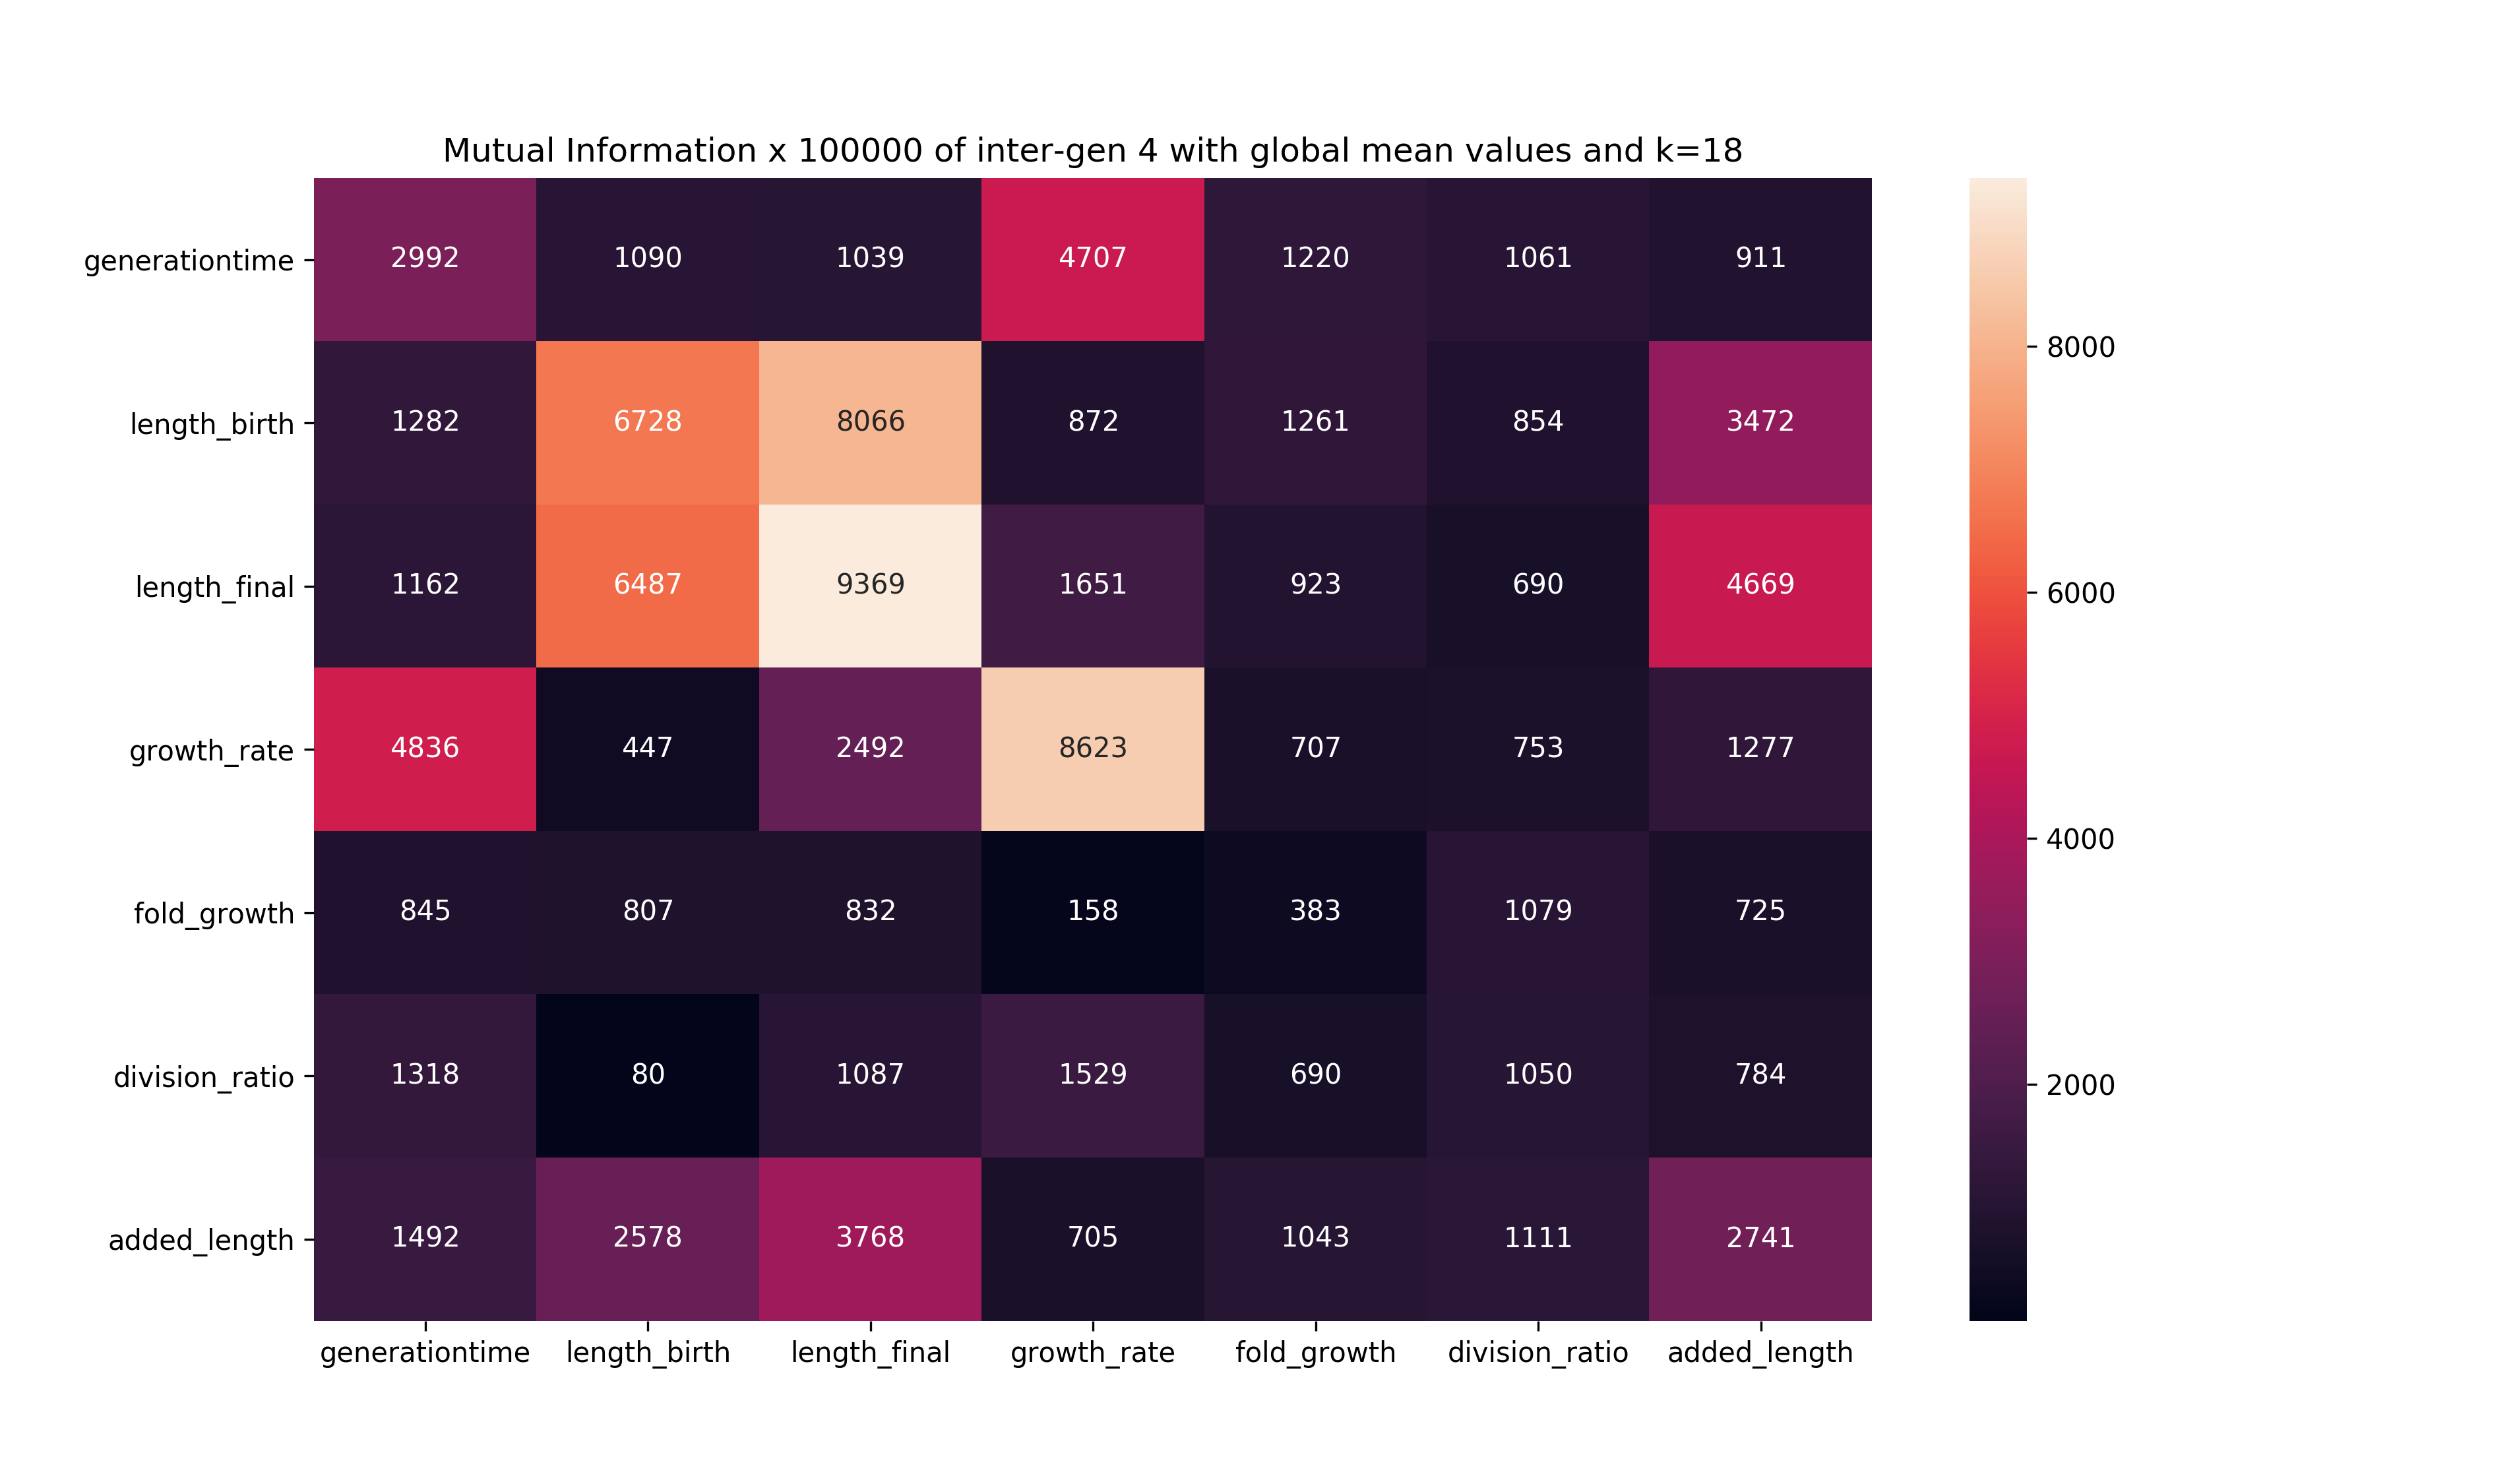 Mutual Information x 100000 of inter-gen 4 with global mean values and k=18
generationtime 2992 1090 1039 4707 1220 1061 911
length_birth 1282 6728 8066 872 1261 854 3472
length_final 1162 6487 9369 1651 923 690 4669
growth_rate 4836 447 2492 8623 707 753 1277
fold_growth 845 807 832 158 383 1079 725
division_ratio 1318 80 1087 1529 690 1050 784
added_length 1492 2578 3768 705 1043 1111 2741
generationtime length_birth length_final growth_rate fold_growth division_ratio added_length
8000
6000
4000
2000